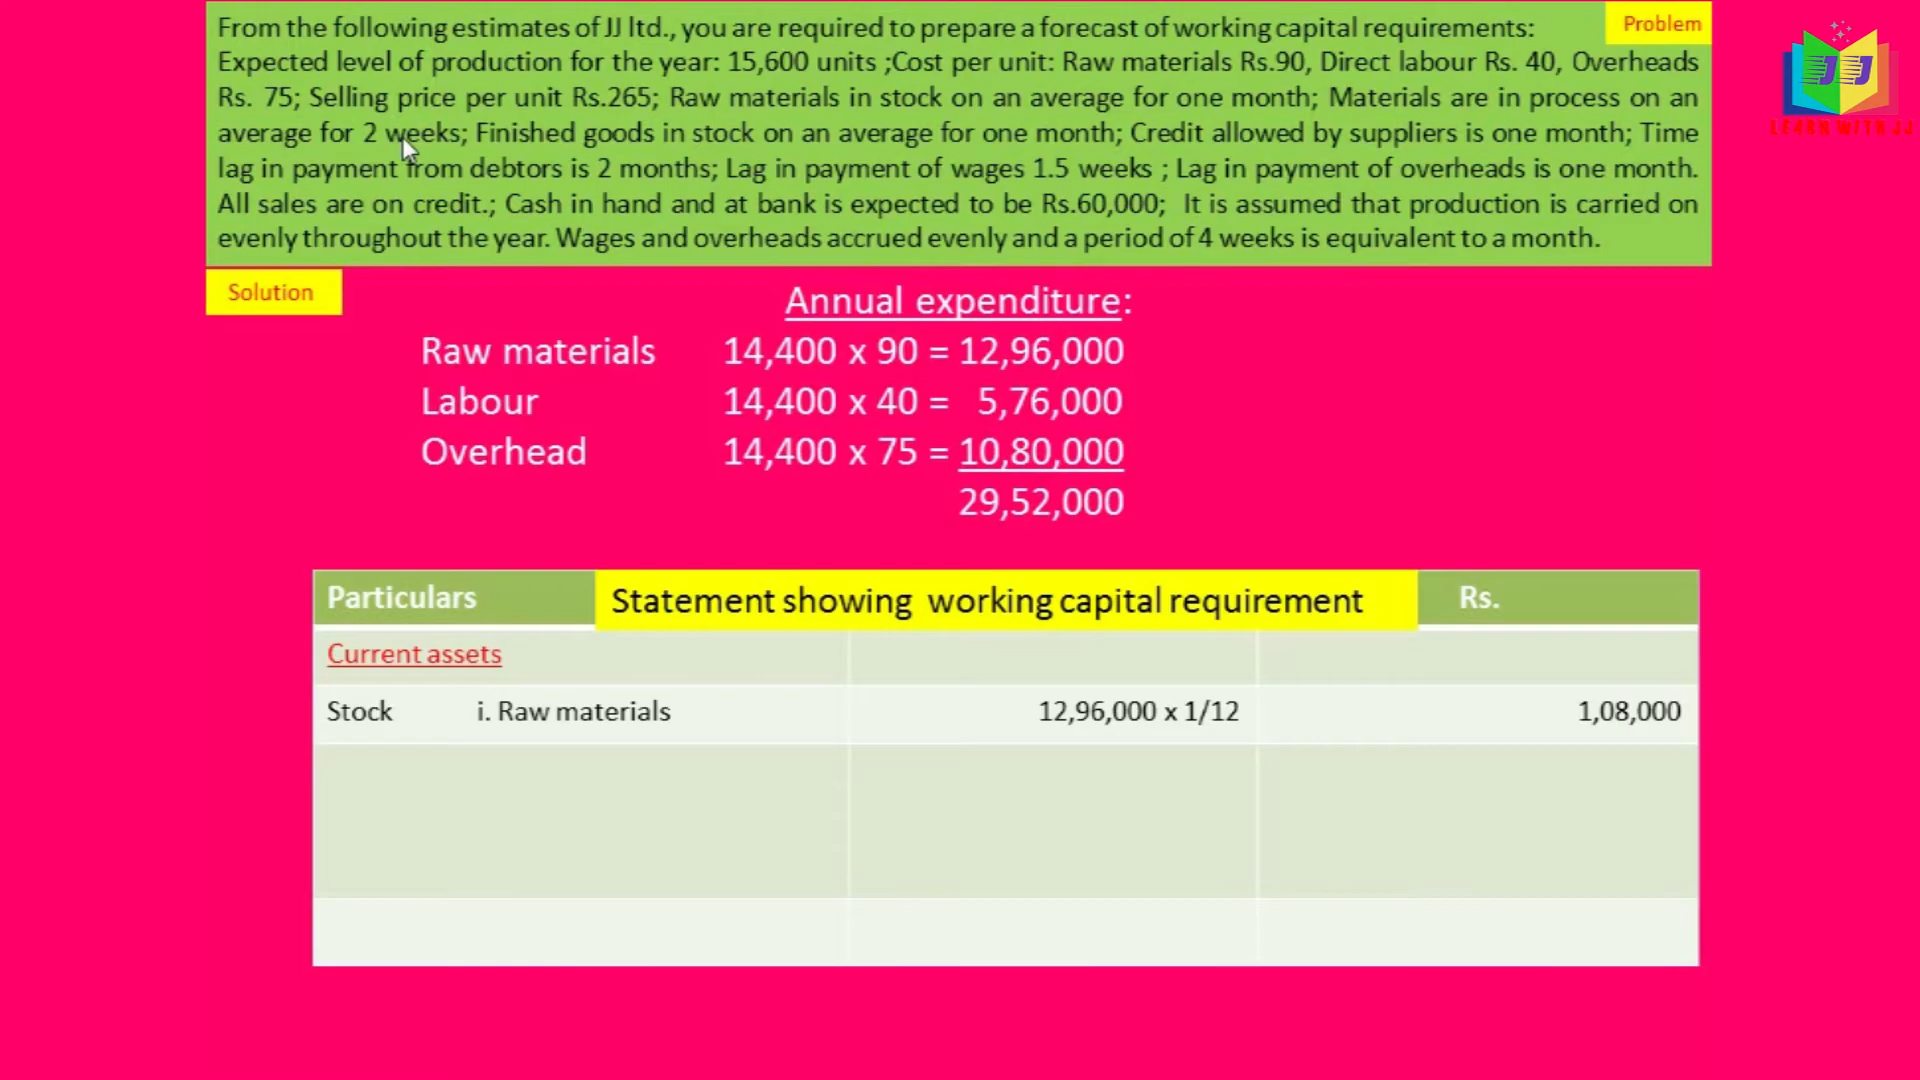 From the following estimates of JJ ltd., you are required to prepare a forecast of working capital requirements:
Problem
Expected level of production for the year: 15,600 units ;Cost per unit: Raw materials Rs.90, Direct labour Rs. 40, Overheads
Rs. 75; Selling price per unit Rs.265; Raw materials in stock on an average for one month; Materials are in process on an
average for 2 weeks; Finished goods in stock on an average for one month; Credit allowed by suppliers is one month; Time
lag in payment from debtors is 2 months; Lag in payment of wages 1.5 weeks ; Lag in payment of overheads is one month.
All sales are on credit.; Cash in hand and at bank is expected to be Rs.60,000; It is assumed that production is carried on
evenly throughout the year. Wages and overheads accrued evenly and a period of 4 weeks is equivalent to a month.
LEARN WITH JJ
Solution
Annual expenditure:
Raw materials 14,400 x 90 = 12,96,000
Labour 14,400 x 40 = 5,76,000
Overhead 14,400 x 75 = 10,80,000
29,52,000
Particulars Statement showing working capital requirement Rs.
Current assets
Stock i. Raw materials 12,96,000 x 1/12 1,08,000